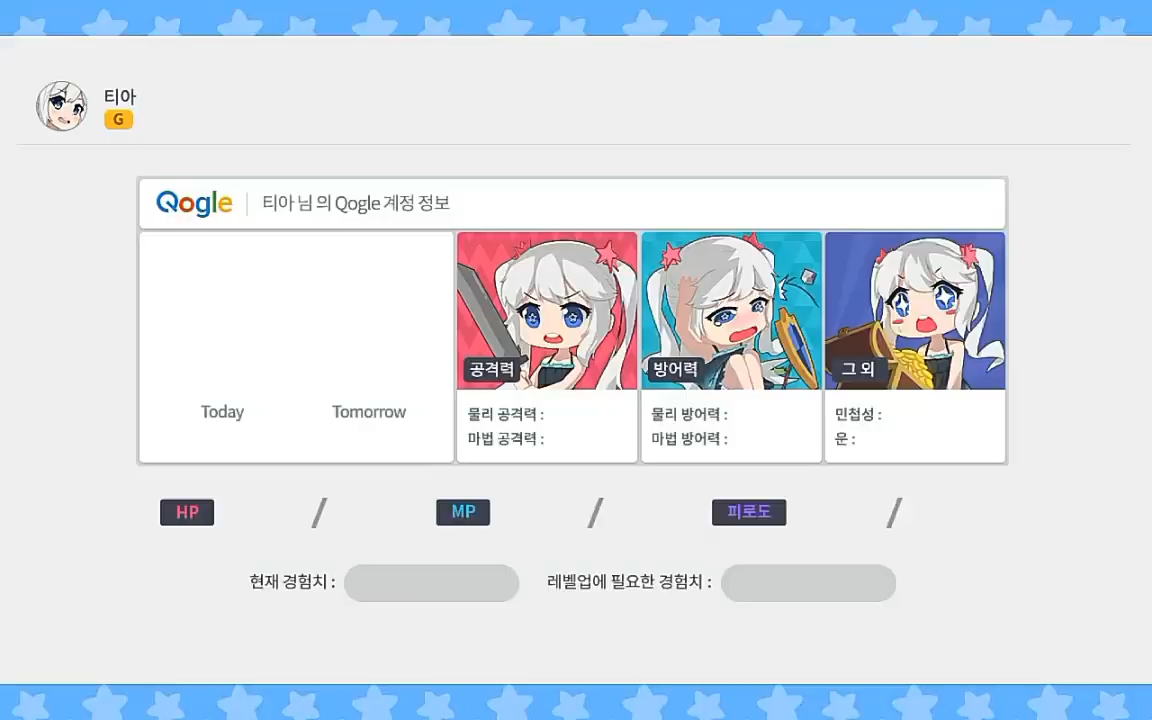 티아
G
Qogle 티아 님 의 Qogle 계정 정보
Today Tomorrow
공격력
물리 공격력 :
마법 공격력 :
방어력
물리 방어력 :
마법 방어력 :
그 외
민첩성 :
운 :
HP / MP / 피로도 /
현재 경험치 : 레벨업에 필요한 경험치 :